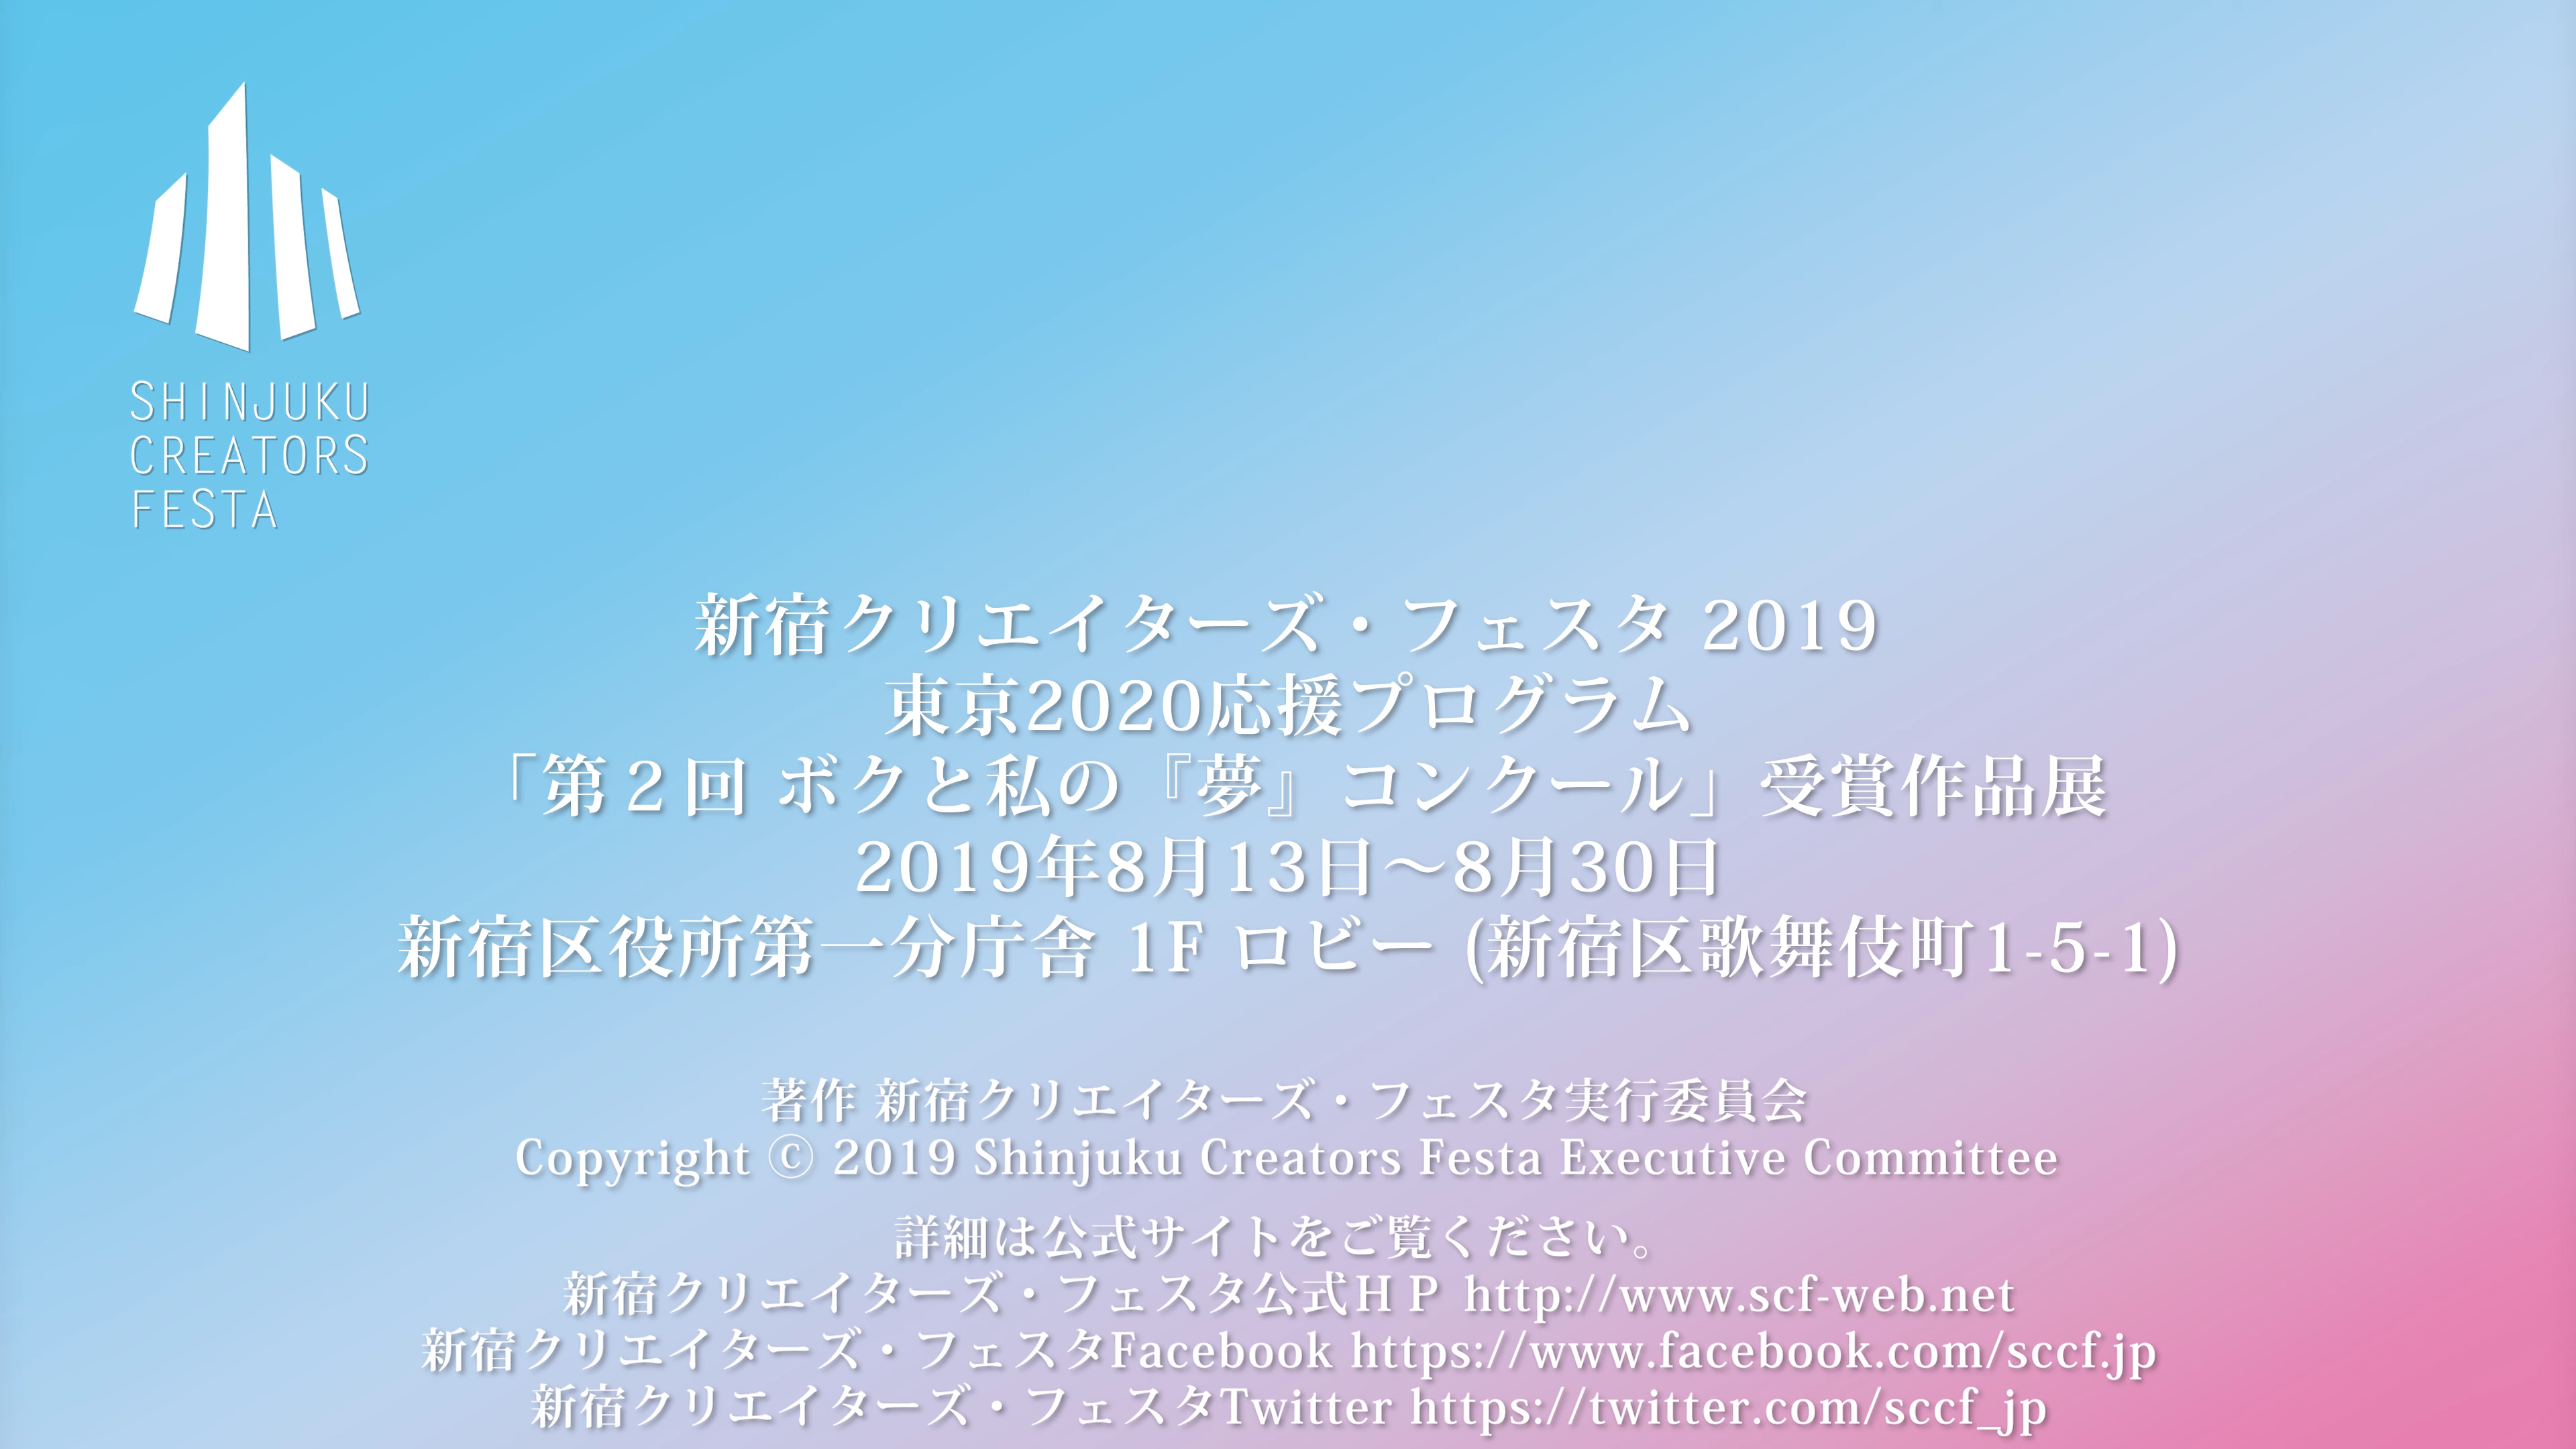 SHINJUKU
CREATORS
FESTA
新宿クリエイターズ・フェスタ 2019
東京2020応援プログラム
「第２回 ボクと私の『夢』コンクール」受賞作品展
2019年8月13日〜8月30日
新宿区役所第一分庁舎 1F ロビー (新宿区歌舞伎町1-5-1)
著作 新宿クリエイターズ・フェスタ実行委員会
Copyright © 2019 Shinjuku Creators Festa Executive Committee
詳細は公式サイトをご覧ください。
新宿クリエイターズ・フェスタ公式ＨＰ http://www.scf-web.net
新宿クリエイターズ・フェスタFacebook https://www.facebook.com/sccf.jp
新宿クリエイターズ・フェスタTwitter https://twitter.com/sccf_jp